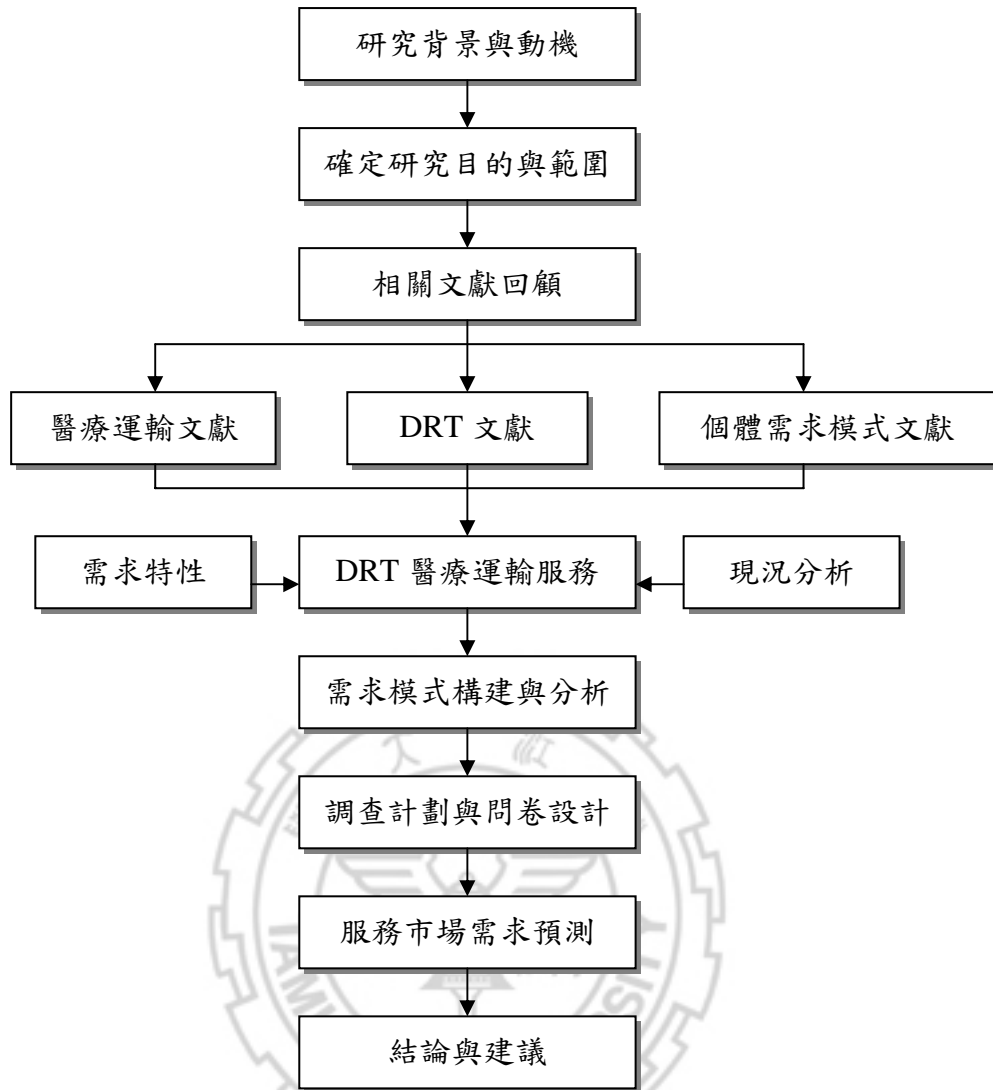 研究背景與動機
確定研究目的與範圍
相關文獻回顧
醫療運輸文獻
DRT 文獻
個體需求模式文獻
需求特性
DRT 醫療運輸服務
現況分析
需求模式構建與分析
調查計劃與問卷設計
服務市場需求預測
結論與建議